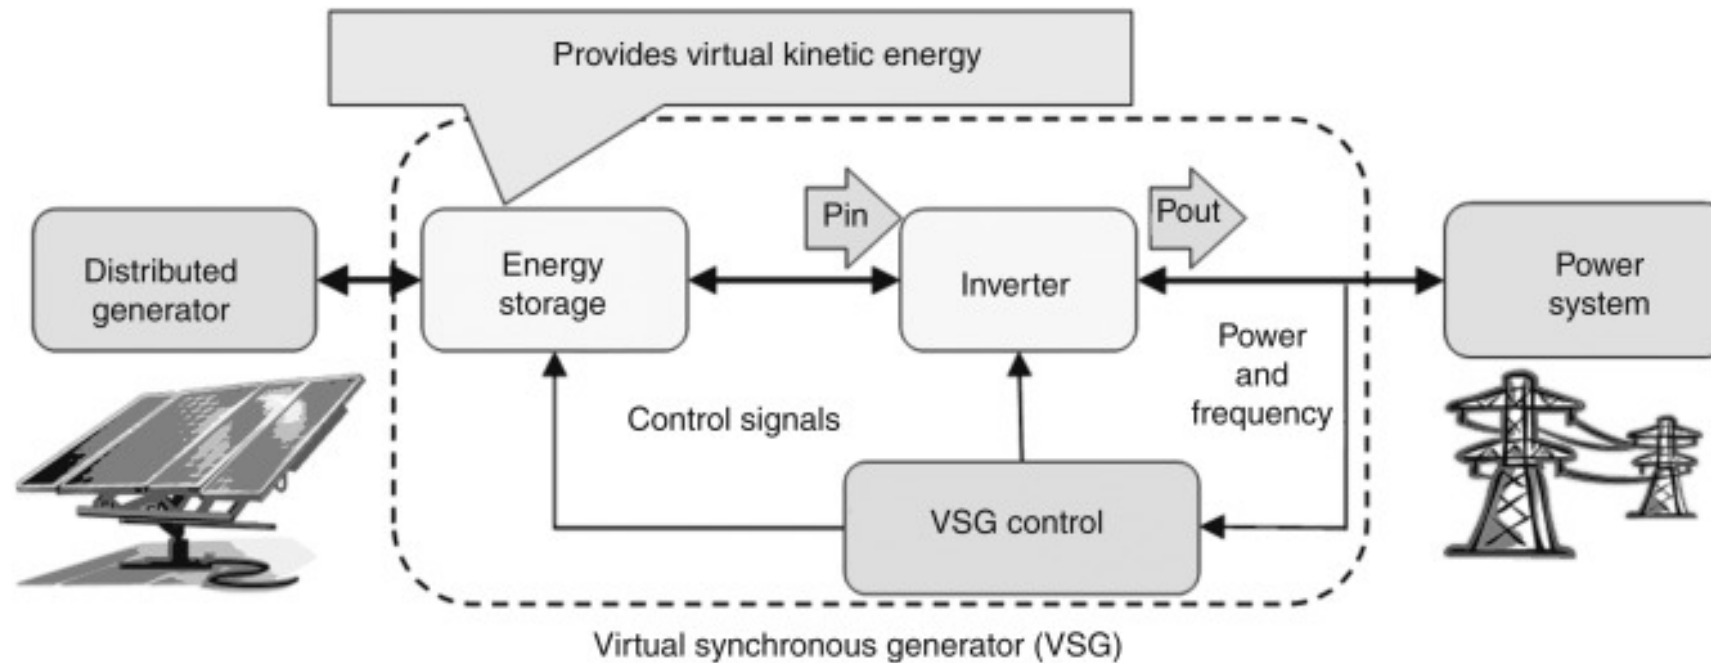 Provides virtual kinetic energy
Pin
Pout
Distributed
generator
Energy
storage
Inverter
Power
system
Power
and
frequency
Control signals
VSG control
Virtual synchronous generator (VSG)